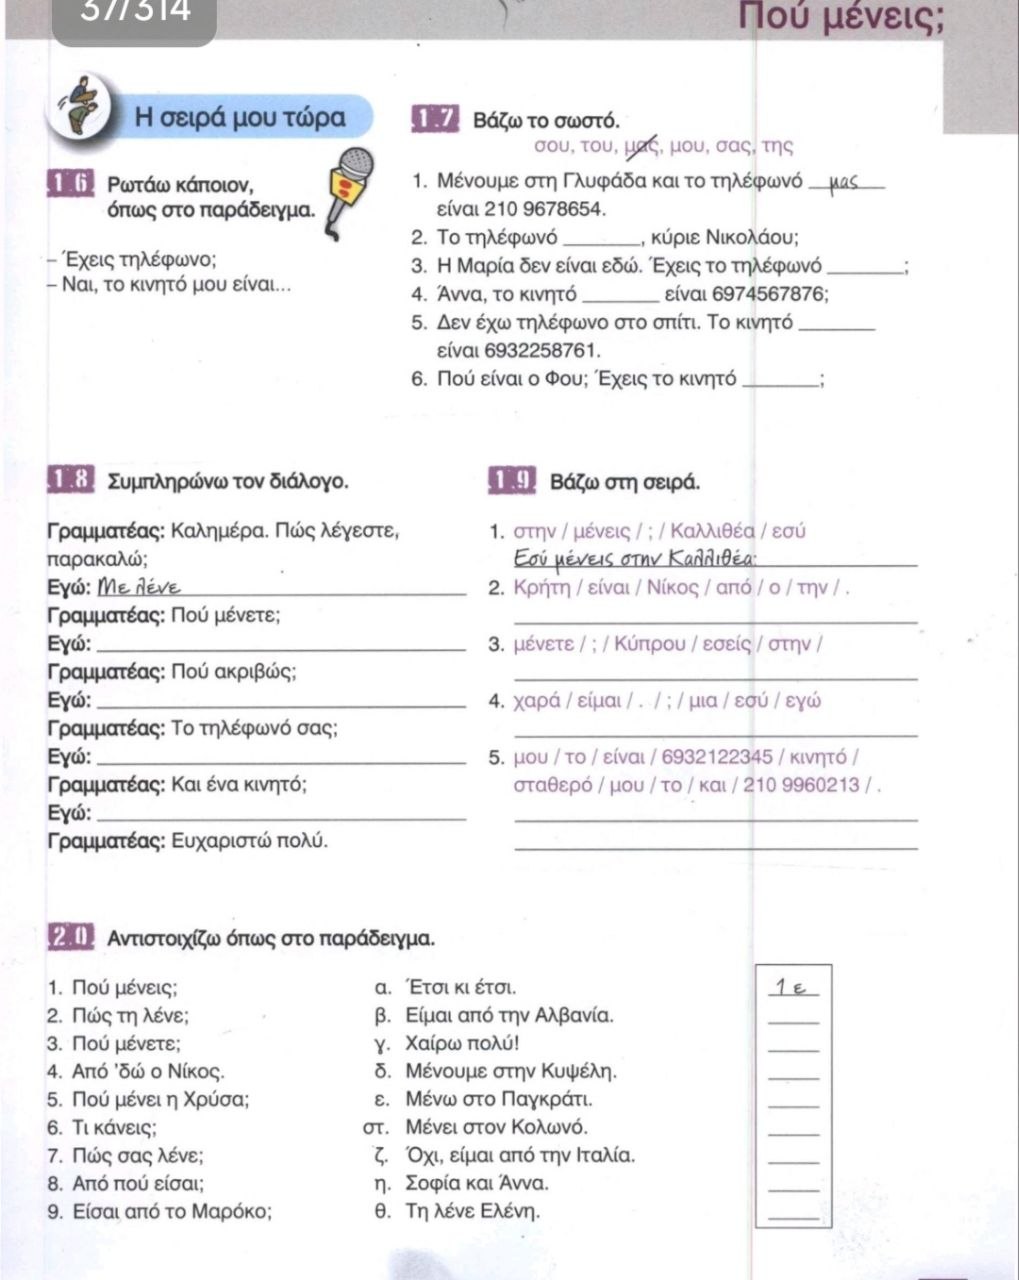 37/314
Πού μένεις;
Η σειρά μου τώρα
16 Ρωτάω κάποιον,
όπως στο παράδειγμα.
– Έχεις τηλέφωνο;
– Ναι, το κινητό μου είναι...
17 Βάζω το σωστό.
σου, του, μας, μου, σας, της
1. Μένουμε στη Γλυφάδα και το τηλέφωνό μας
είναι 210 9678654.
2. Το τηλέφωνό ________, κύριε Νικολάου;
3. Η Μαρία δεν είναι εδώ. Έχεις το τηλέφωνό ________;
4. Άννα, το κινητό ________ είναι 6974567876;
5. Δεν έχω τηλέφωνο στο σπίτι. Το κινητό ________
είναι 6932258761.
6. Πού είναι ο Φου; Έχεις το κινητό ________;
18 Συμπληρώνω τον διάλογο.
Γραμματέας: Καλημέρα. Πώς λέγεστε,
παρακαλώ;
Εγώ: Με λένε
Γραμματέας: Πού μένετε;
Εγώ:
Γραμματέας: Πού ακριβώς;
Εγώ:
Γραμματέας: Το τηλέφωνό σας;
Εγώ:
Γραμματέας: Και ένα κινητό;
Εγώ:
Γραμματέας: Ευχαριστώ πολύ.
19 Βάζω στη σειρά.
1. στην / μένεις / ; / Καλλιθέα / εσύ
Εσύ μένεις στην Καλλιθέα;
2. Κρήτη / είναι / Νίκος / από / ο / την / .
3. μένετε / ; / Κύπρου / εσείς / στην /
4. χαρά / είμαι / . / ; / μια / εσύ / εγώ
5. μου / το / είναι / 6932122345 / κινητό /
σταθερό / μου / το / και / 210 9960213 / .
20 Αντιστοιχίζω όπως στο παράδειγμα.
1. Πού μένεις;
2. Πώς τη λένε;
3. Πού μένετε;
4. Από 'δώ ο Νίκος.
5. Πού μένει η Χρύσα;
6. Τι κάνεις;
7. Πώς σας λένε;
8. Από πού είσαι;
9. Είσαι από το Μαρόκο;
α. Έτσι κι έτσι.
β. Είμαι από την Αλβανία.
γ. Χαίρω πολύ!
δ. Μένουμε στην Κυψέλη.
ε. Μένω στο Παγκράτι.
στ. Μένει στον Κολωνό.
ζ. Όχι, είμαι από την Ιταλία.
η. Σοφία και Άννα.
θ. Τη λένε Ελένη.
1 ε